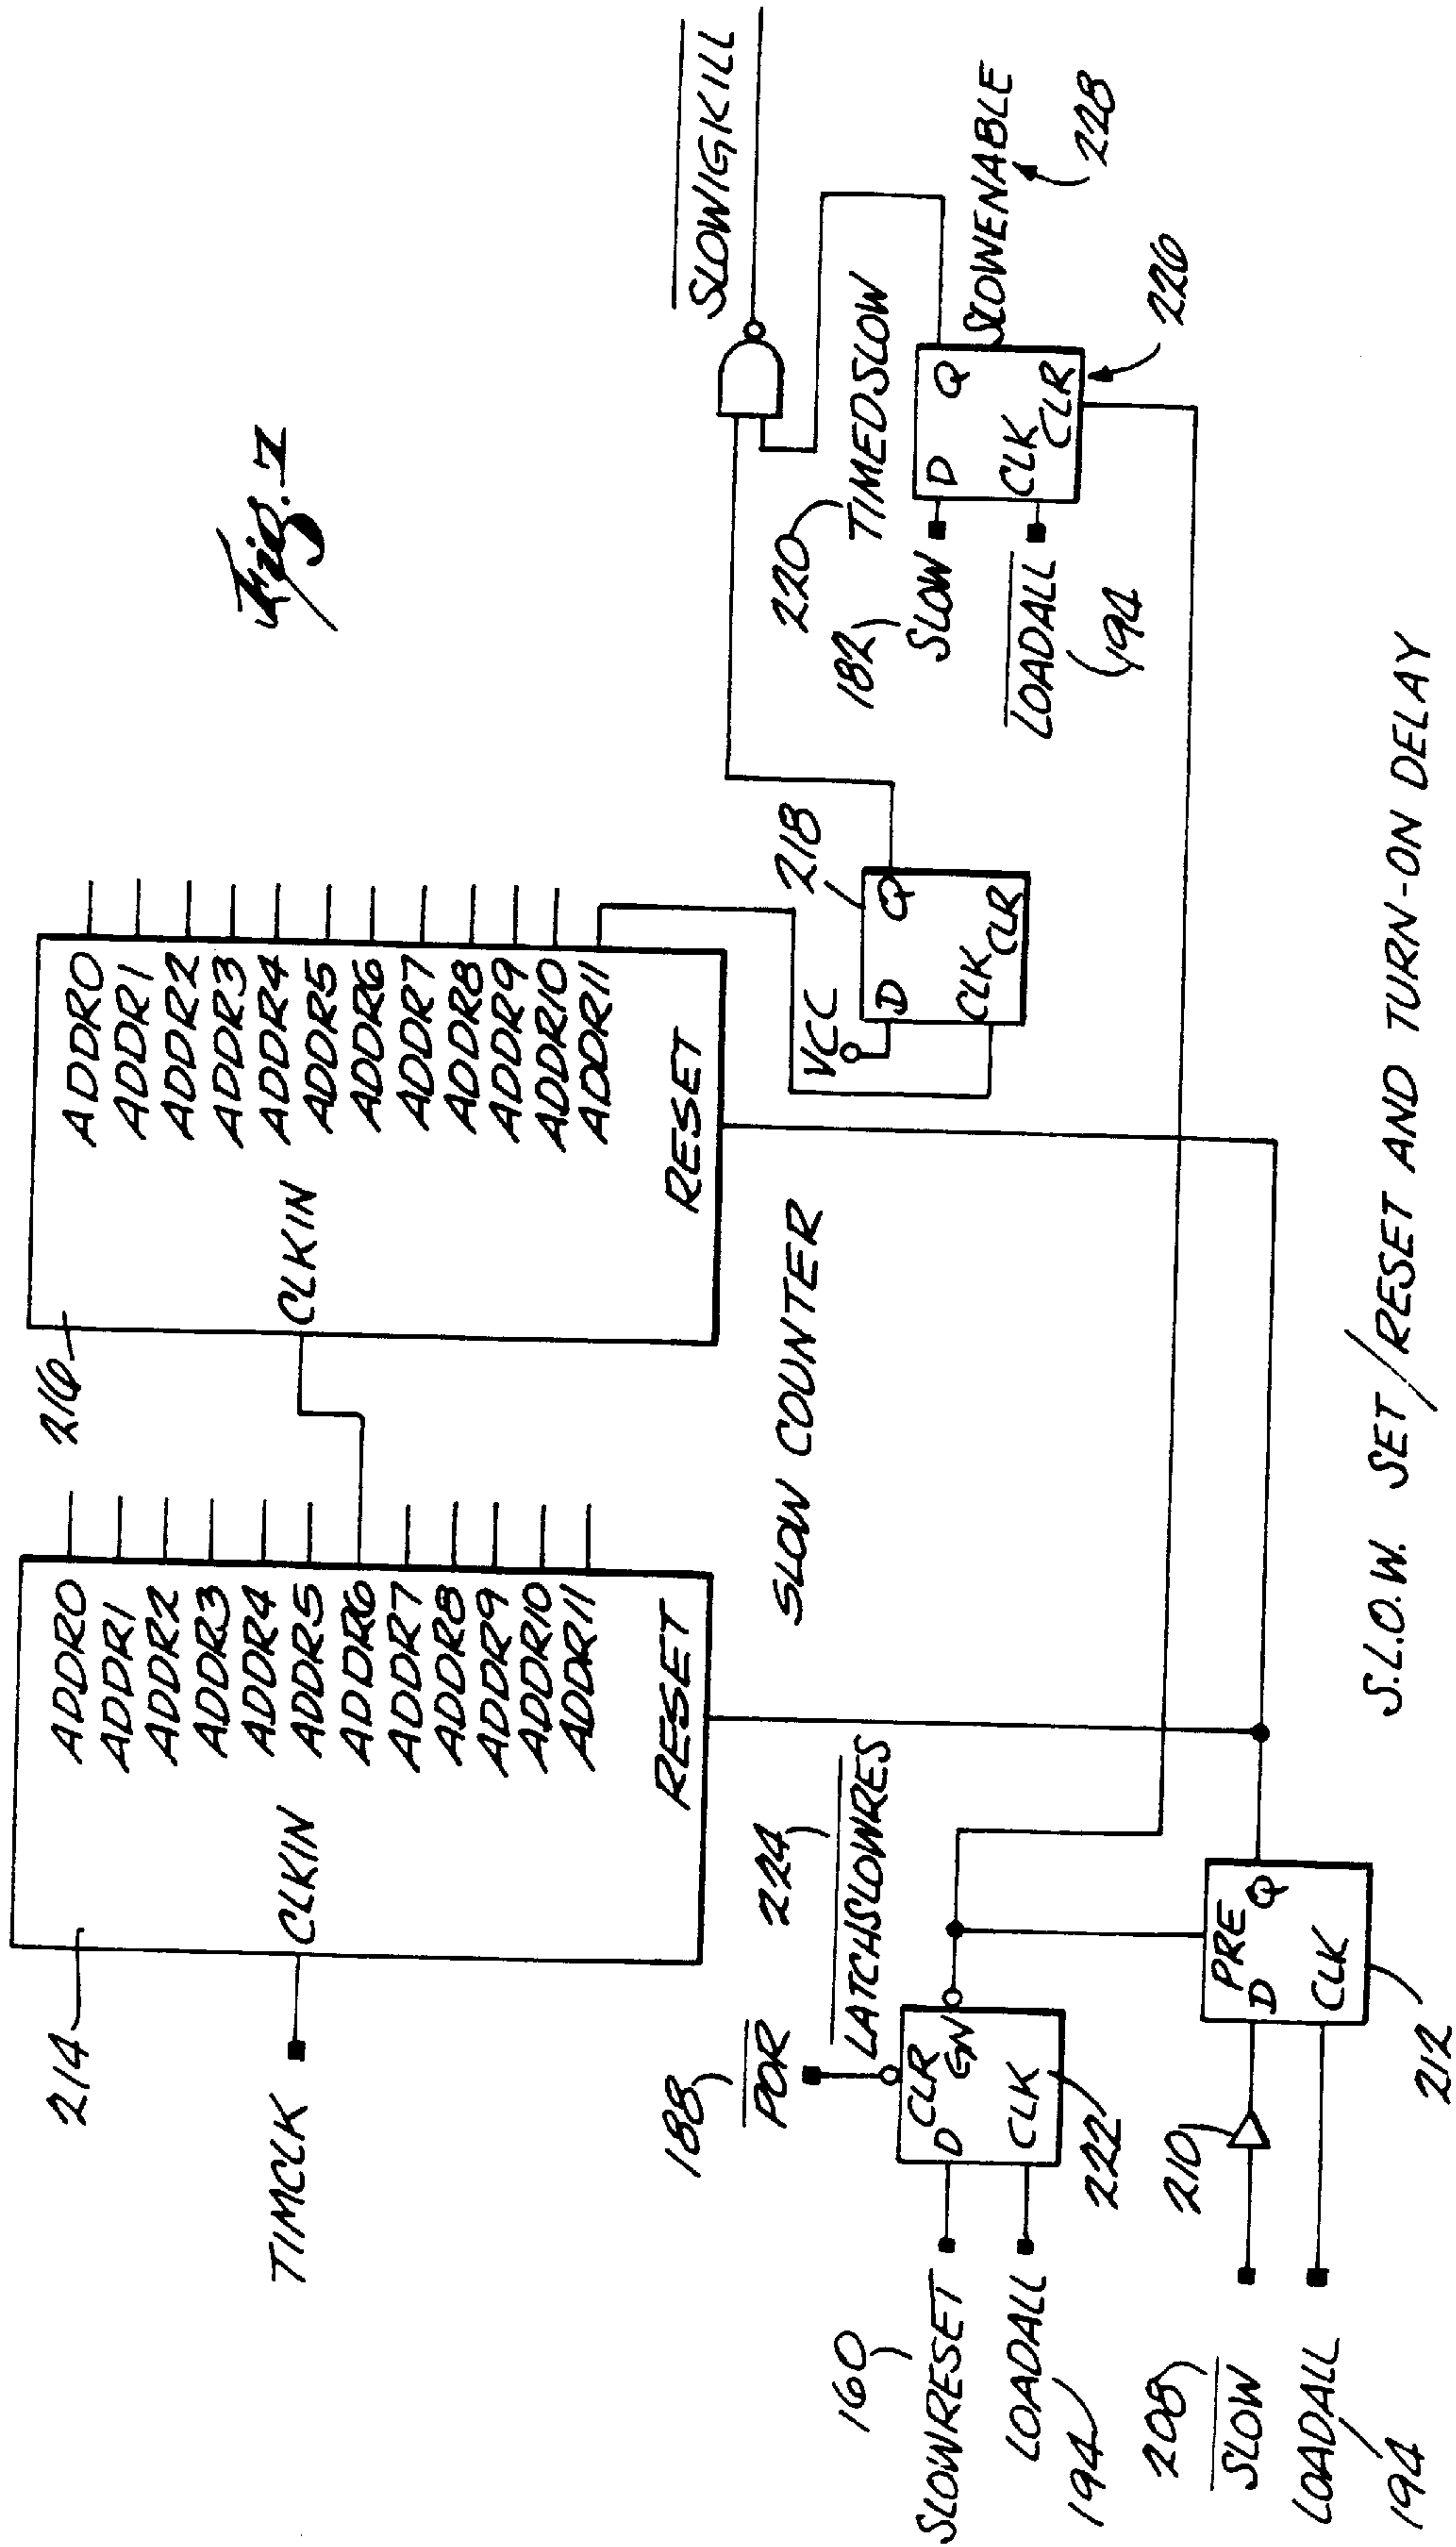 Fig. 7
214
TIMCLK
CLKIN
ADDR0
ADDR1
ADDR2
ADDR3
ADDR4
ADDR5
ADDR6
ADDR7
ADDR8
ADDR9
ADDR10
ADDR11
RESET
216
CLKIN
ADDR0
ADDR1
ADDR2
ADDR3
ADDR4
ADDR5
ADDR6
ADDR7
ADDR8
ADDR9
ADDR10
ADDR11
RESET
SLOW COUNTER
VCC
218
D
Q
CLK
CLR
SLOWIGKILL
220
TIMEDSLOW
182
SLOW
LOADALL
194
D
Q
CLK
CLR
SLOWENABLE
228
226
188
POR
224
LATCHSLOWRES
160
SLOWRESET
LOADALL
194
D
CLR
GN
CLK
222
208
SLOW
LOADALL
194
210
PRE
D
Q
CLK
212
S.L.O.W. SET/RESET AND TURN-ON DELAY